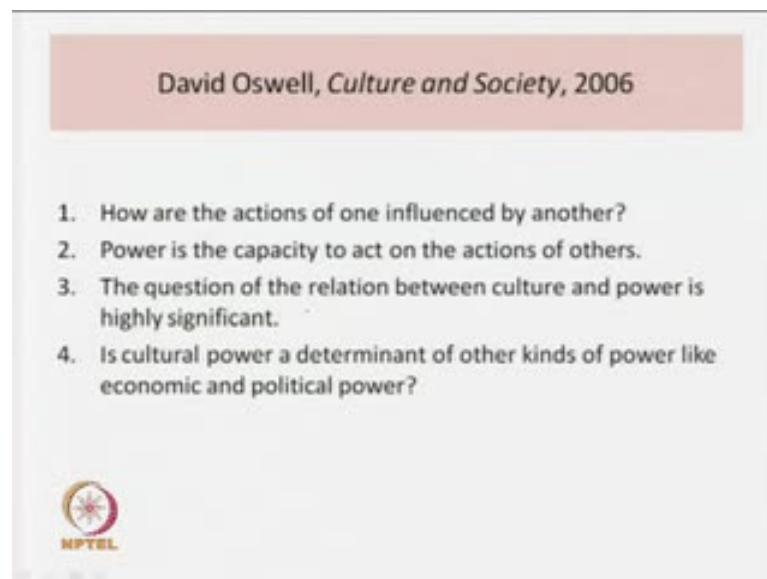 David Oswell, Culture and Society, 2006
1. How are the actions of one influenced by another?
2. Power is the capacity to act on the actions of others.
3. The question of the relation between culture and power is
highly significant.
4. Is cultural power a determinant of other kinds of power like
economic and political power?
NPTEL